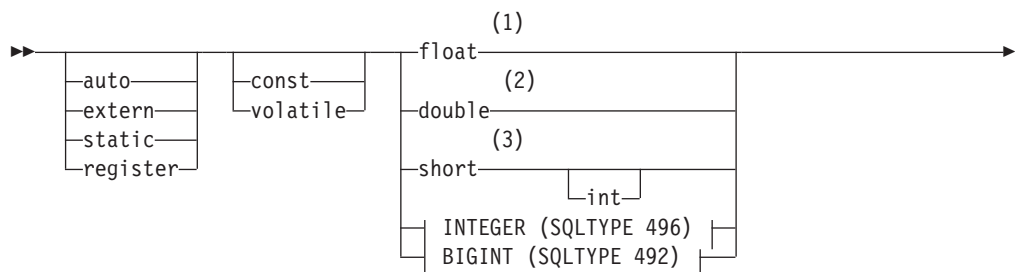 (1)
float
auto const (2)
extern volatile double
static (3)
register short
int
INTEGER (SQLTYPE 496)
BIGINT (SQLTYPE 492)